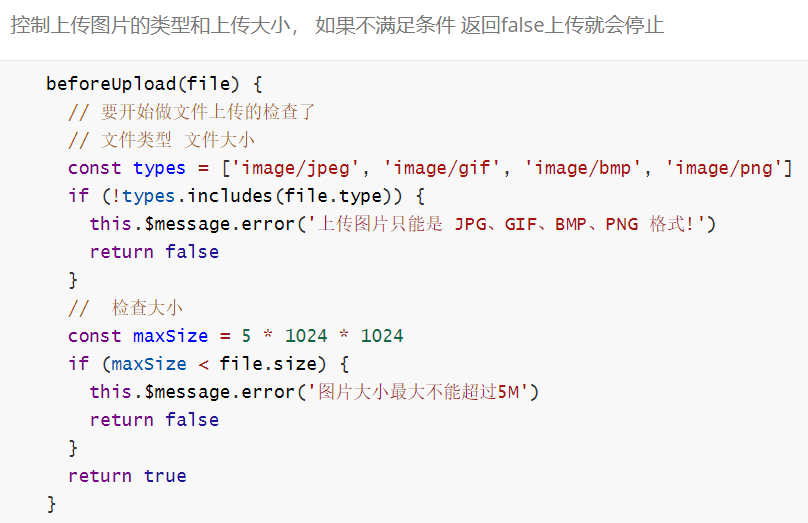 控制上传图片的类型和上传大小， 如果不满足条件 返回false上传就会停止
beforeUpload(file) {
  // 要开始做文件上传的检查了
  // 文件类型 文件大小
  const types = ['image/jpeg', 'image/gif', 'image/bmp', 'image/png']
  if (!types.includes(file.type)) {
    this.$message.error('上传图片只能是 JPG、GIF、BMP、PNG 格式!')
    return false
  }
  //  检查大小
  const maxSize = 5 * 1024 * 1024
  if (maxSize < file.size) {
    this.$message.error('图片大小最大不能超过5M')
    return false
  }
  return true
}